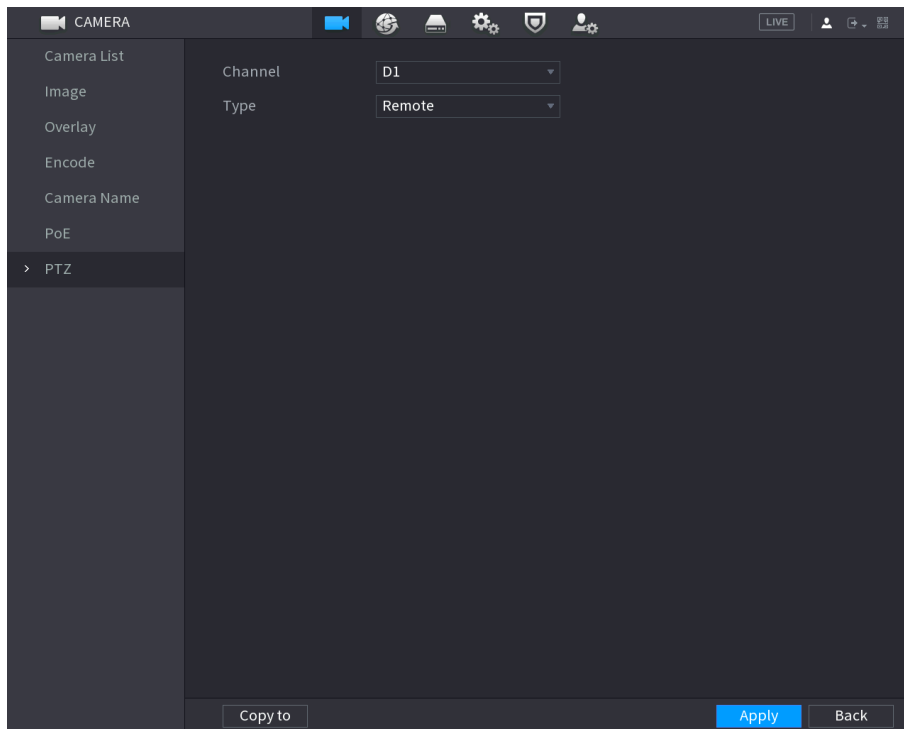 CAMERA
LIVE
Camera List
Image
Overlay
Encode
Camera Name
PoE
PTZ
Channel D1
Type Remote
Copy to
Apply
Back